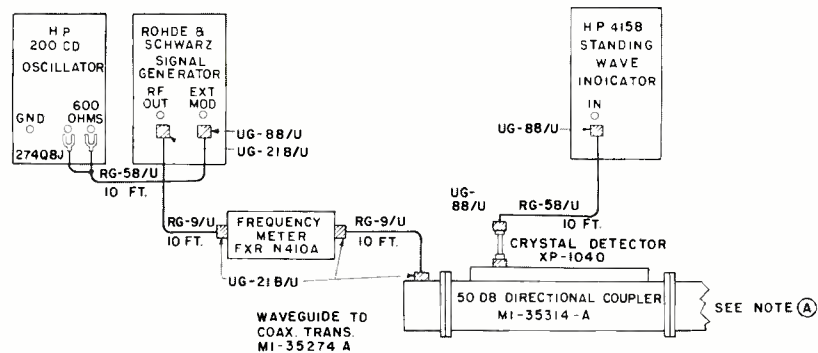 HP
200 CD
OSCILLATOR
600
GND OHMS
274Q8J
ROHDE &
SCHWARZ
SIGNAL
GENERATOR
RF EXT
OUT MOD
UG-88/U
UG-21B/U
RG-58/U
10 FT.
HP 415B
STANDING
WAVE
INDICATOR
IN
UG-88/U
UG-
88/U
RG-58/U
10 FT.
CRYSTAL DETECTOR
XP-1040
RG-9/U
10 FT.
FREQUENCY
METER
FXR N410A
RG-9/U
10 FT.
UG-21B/U
50 DB DIRECTIONAL COUPLER
MI-35314-A
SEE NOTE A
WAVEGUIDE TO
COAX. TRANS.
MI-35274 A